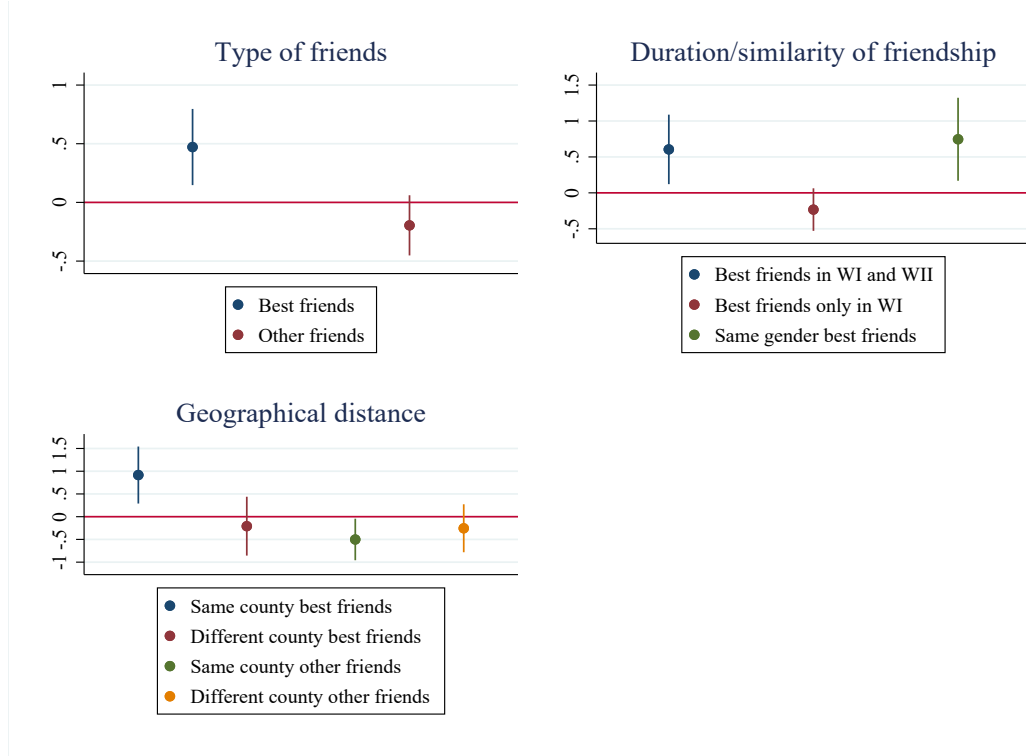 Type of friends
1
.5
0
-.5
Best friends
Other friends
Duration/similarity of friendship
1.5
1
.5
0
-.5
Best friends in WI and WII
Best friends only in WI
Same gender best friends
Geographical distance
1.5
1
.5
0
-.5
-1
Same county best friends
Different county best friends
Same county other friends
Different county other friends